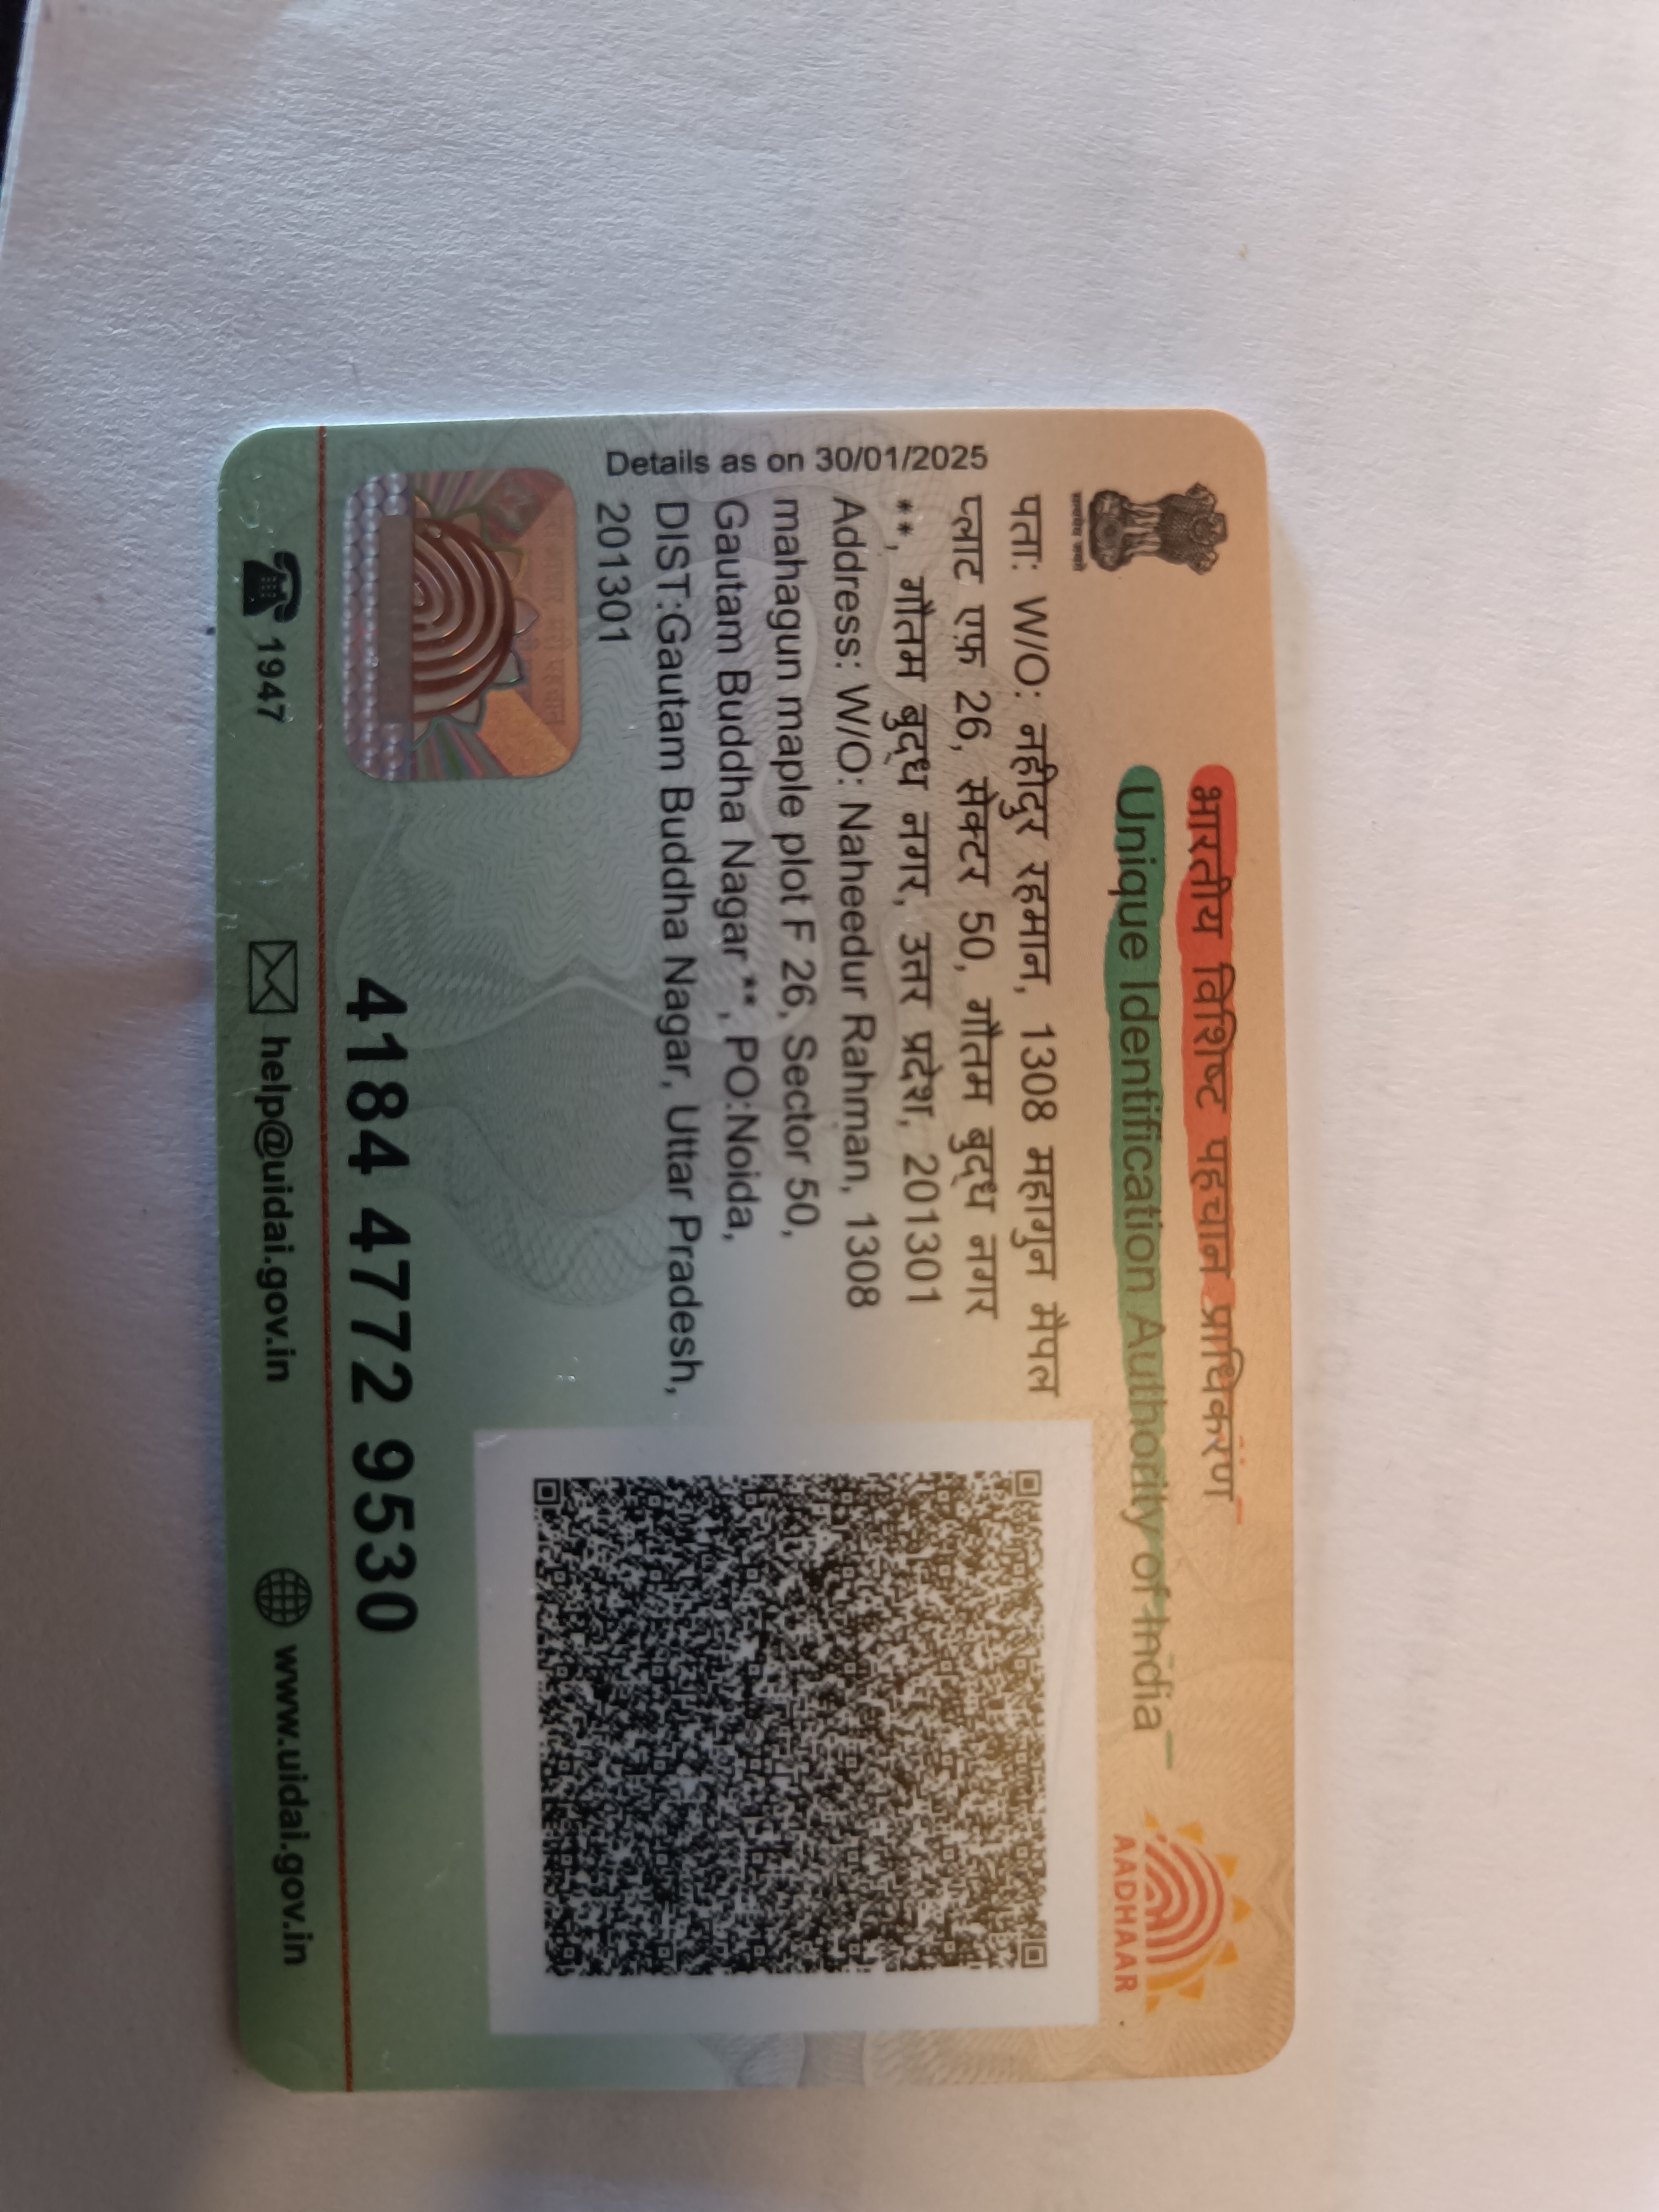 सत्यमेव जयते
भारतीय विशिष्ट पहचान प्राधिकरण
Unique Identification Authority of India
AADHAAR
Details as on 30/01/2025
पता: W/O: नहीदुर रहमान, 1308 महागुन मैपल
प्लाट एफ़ 26, सेक्टर 50, गौतम बुद्ध नगर
**, गौतम बुद्ध नगर, उत्तर प्रदेश, 201301
Address: W/O: Naheedur Rahman, 1308
mahagun maple plot F 26, Sector 50,
Gautam Buddha Nagar **, PO:Noida,
DIST:Gautam Buddha Nagar, Uttar Pradesh,
201301
4184 4772 9530
1947
help@uidai.gov.in
www.uidai.gov.in